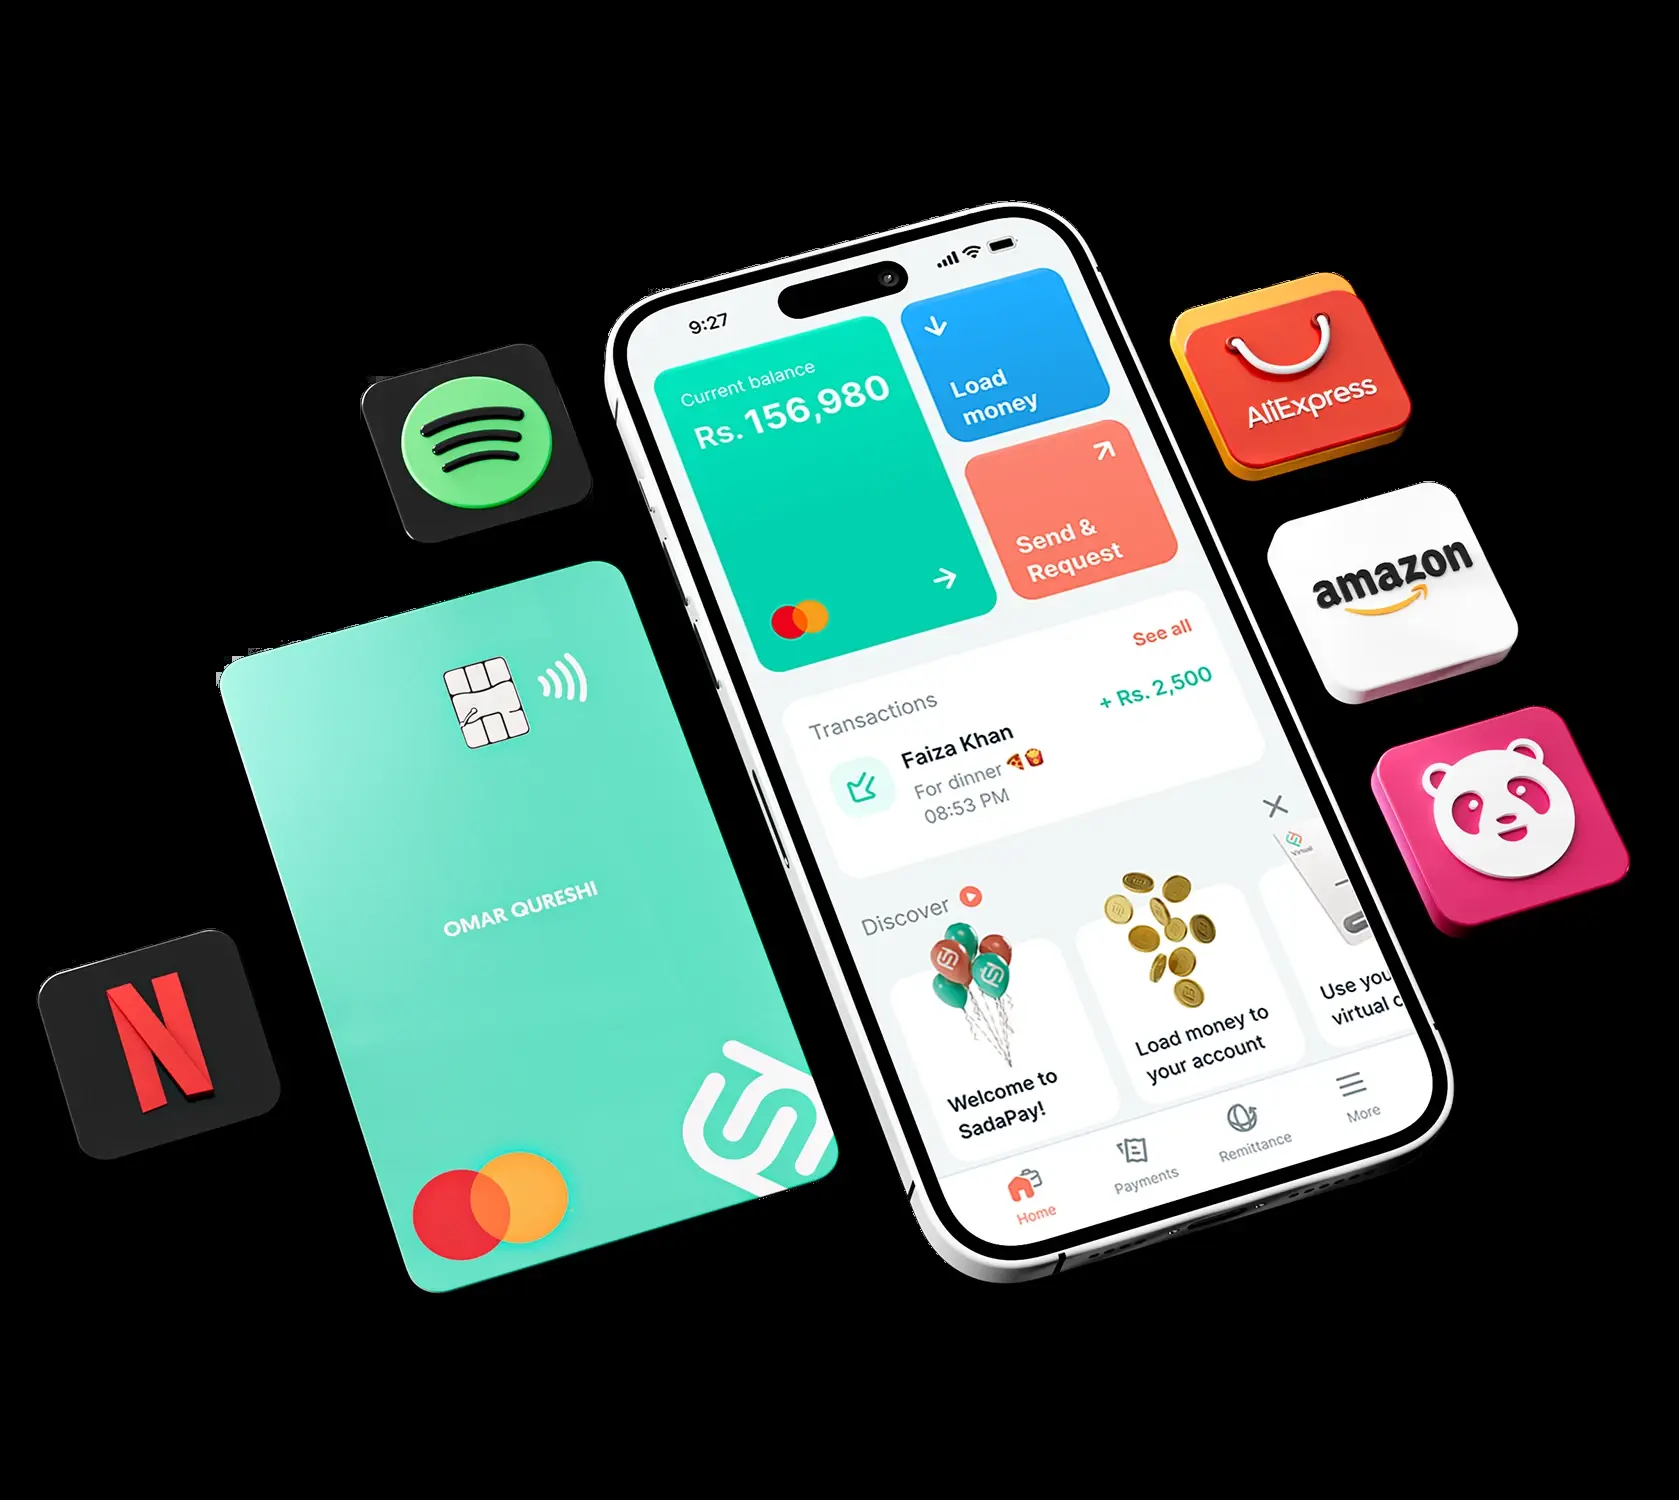 9:27
Current balance
Rs. 156,980
Load
money
Send &
Request
Transactions
See all
Faiza Khan
+ Rs. 2,500
For dinner 🍕🍟
08:53 PM
Discover
Welcome to
SadaPay!
Load money to
your account
Virtual
Use you
virtual c
Home
Payments
Remittance
More
OMAR QURESHI
AliExpress
amazon
N